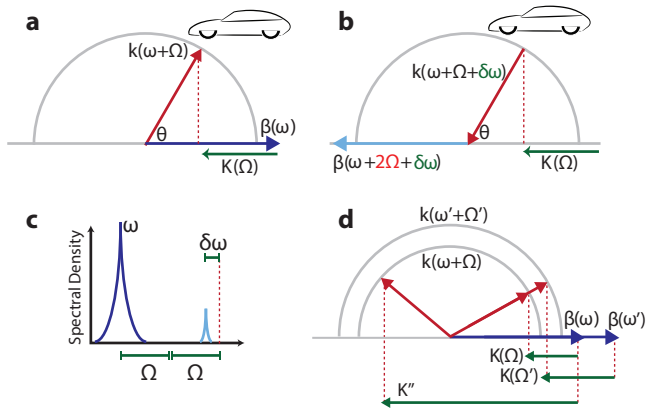 a
k(ω+Ω)
θ
β(ω)
K(Ω)
b
k(ω+Ω+δω)
θ
β(ω+2Ω+δω)
K(Ω)
c
Spectral Density
ω
δω
Ω
Ω
d
k(ω'+Ω')
k(ω+Ω)
β(ω)
β(ω')
K(Ω)
K(Ω')
K"